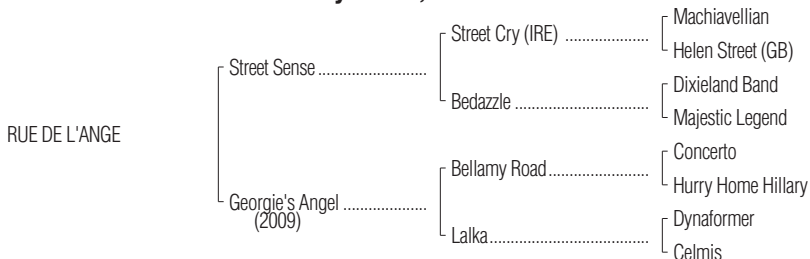 Machiavellian
Street Cry (IRE) ....................
Helen Street (GB)
Street Sense ..........................
Dixieland Band
Bedazzle ................................
Majestic Legend
RUE DE L'ANGE
Concerto
Bellamy Road........................
Hurry Home Hillary
Georgie's Angel ....................
(2009)
Dynaformer
Lalka......................................
Celmis